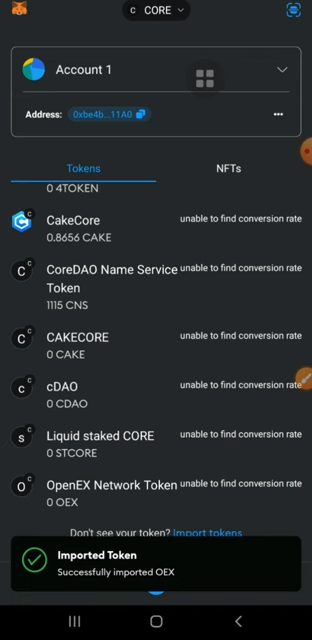 C CORE
Account 1
Address: 0xbe4b...11A0
Tokens NFTs
0 4TOKEN
C
CakeCore unable to find conversion rate
0.8656 CAKE
C C
CoreDAO Name Service unable to find conversion rate
Token
1115 CNS
C C
CAKECORE unable to find conversion rate
0 CAKE
c C
cDAO unable to find conversion rate
0 CDAO
s C
Liquid staked CORE unable to find conversion rate
0 STCORE
O C
OpenEX Network Token unable to find conversion rate
0 OEX
Don't see your token? Import tokens
Imported Token
Successfully imported OEX